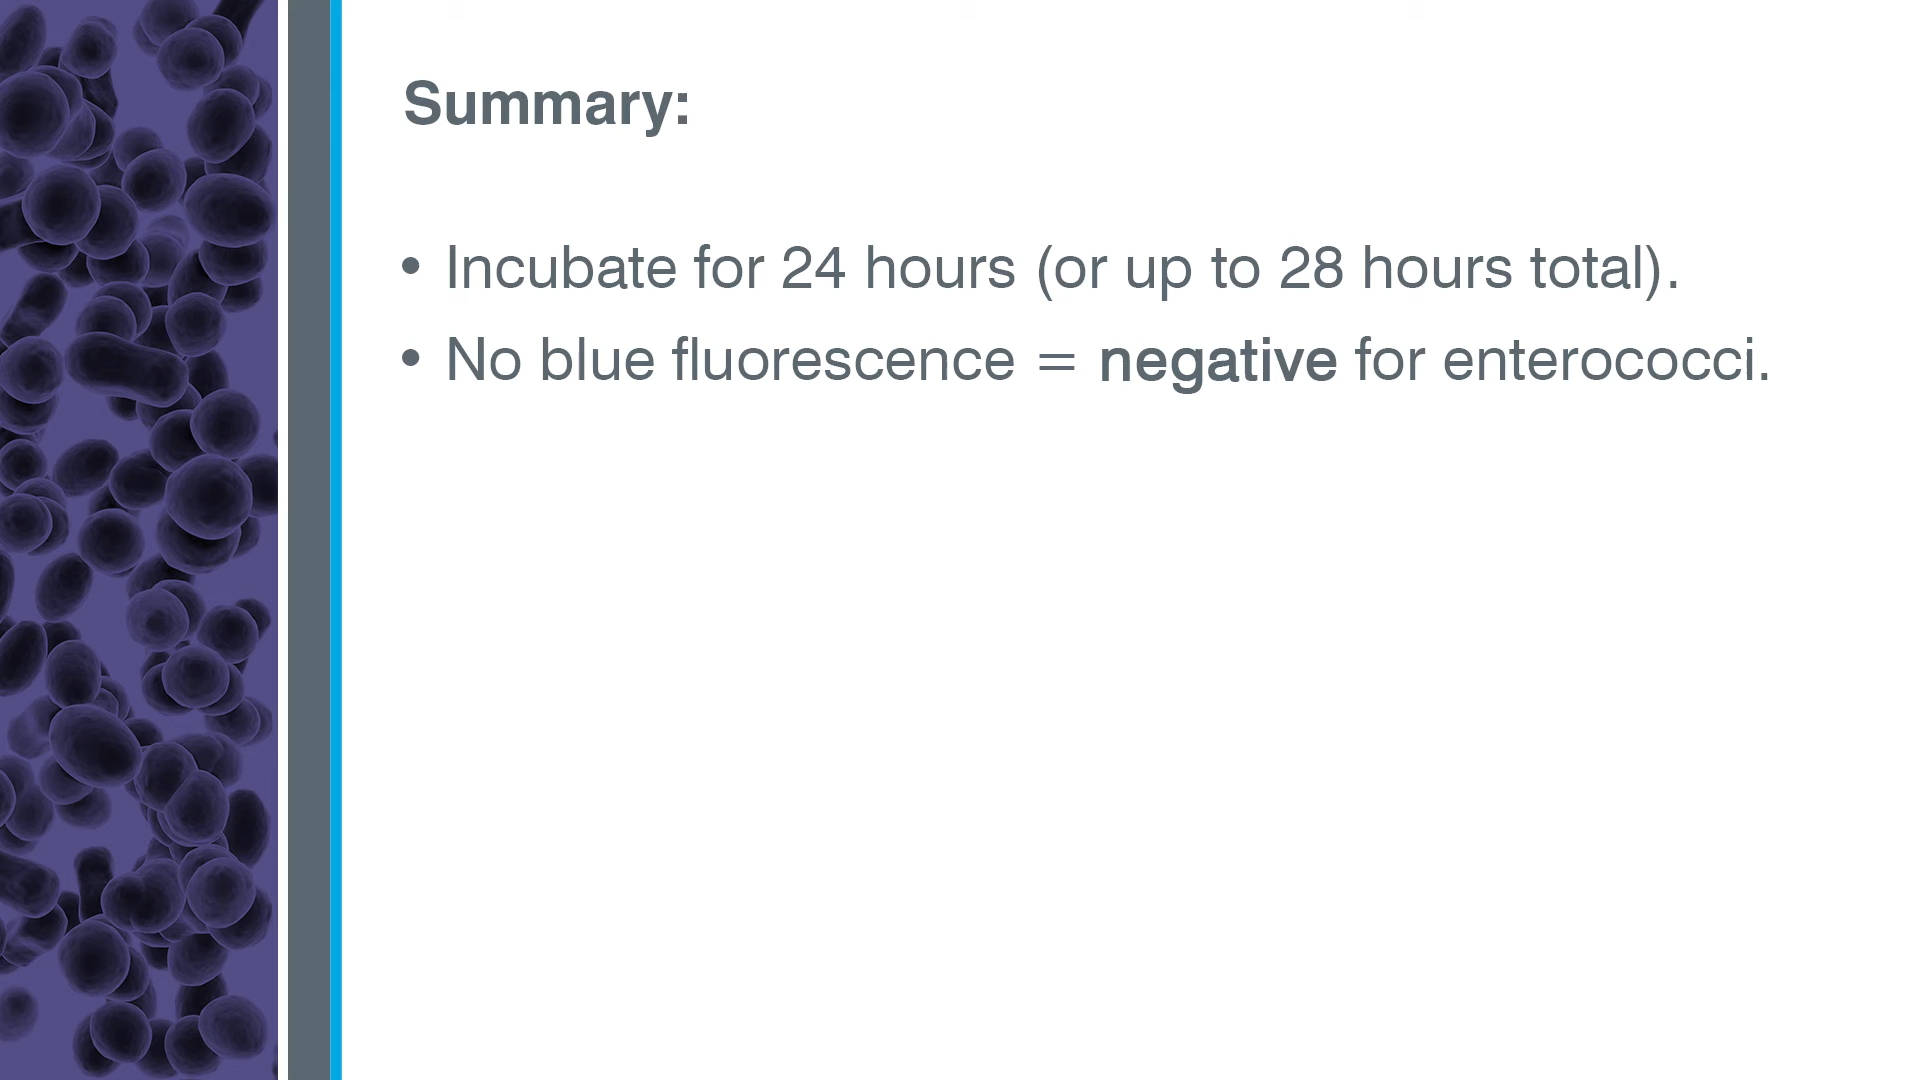 Summary:
• Incubate for 24 hours (or up to 28 hours total).
• No blue fluorescence = negative for enterococci.